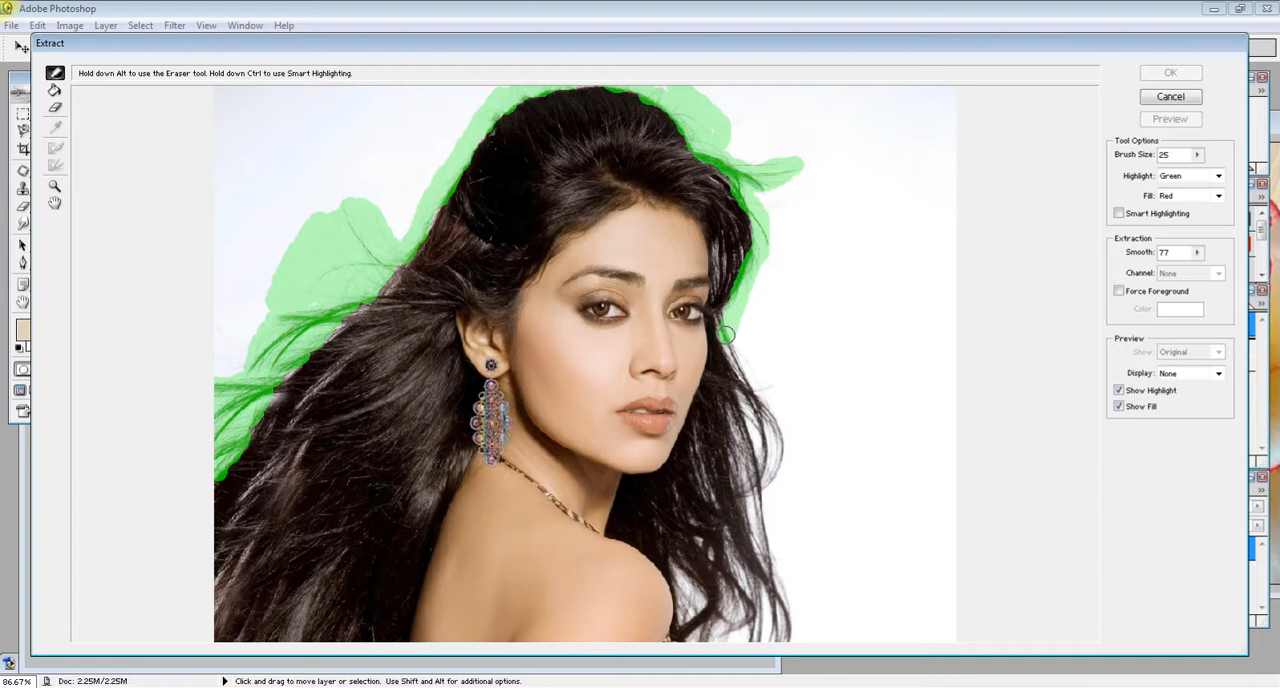 Adobe Photoshop
File Edit Image Layer Select Filter View Window Help
Extract
Hold down Alt to use the Eraser tool. Hold down Ctrl to use Smart Highlighting.
OK
Cancel
Preview
Tool Options
Brush Size: 25
Highlight: Green
Fill: Red
Smart Highlighting
Extraction
Smooth: 77
Channel: None
Force Foreground
Color:
Preview
Show: Original
Display: None
Show Highlight
Show Fill
86.67% Doc: 2.25M/2.25M Click and drag to move layer or selection. Use Shift and Alt for additional options.